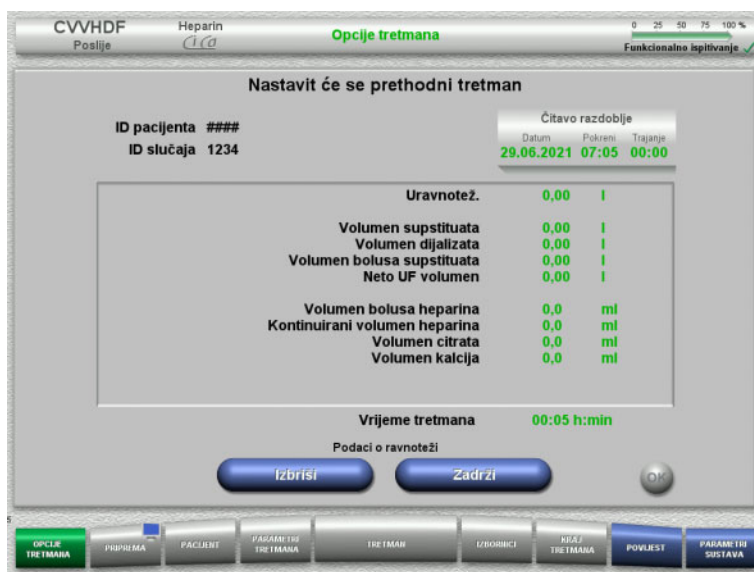 CVVHDF
Poslije
Heparin
Ci Ca
Opcije tretmana
0 25 50 75 100 %
Funkcionalno ispitivanje
Nastavit će se prethodni tretman
ID pacijenta ####
ID slučaja 1234
Čitavo razdoblje
Datum Pokreni Trajanje
29.06.2021 07:05 00:00
Uravnotež. 0,00 l
Volumen supstituata 0,00 l
Volumen dijalizata 0,00 l
Volumen bolusa supstituata 0,00 l
Neto UF volumen 0,00 l
Volumen bolusa heparina 0,0 ml
Kontinuirani volumen heparina 0,0 ml
Volumen citrata 0,0 ml
Volumen kalcija 0,0 ml
Vrijeme tretmana 00:05 h:min
Podaci o ravnoteži
Izbriši Zadrži OK
5
OPCIJE TRETMANA
PRIPREMA
PACIJENT
PARAMETRI TRETMANA
TRETMAN
IZBORNICI
KRAJ TRETMANA
POVIJEST
PARAMETRI SUSTAVA